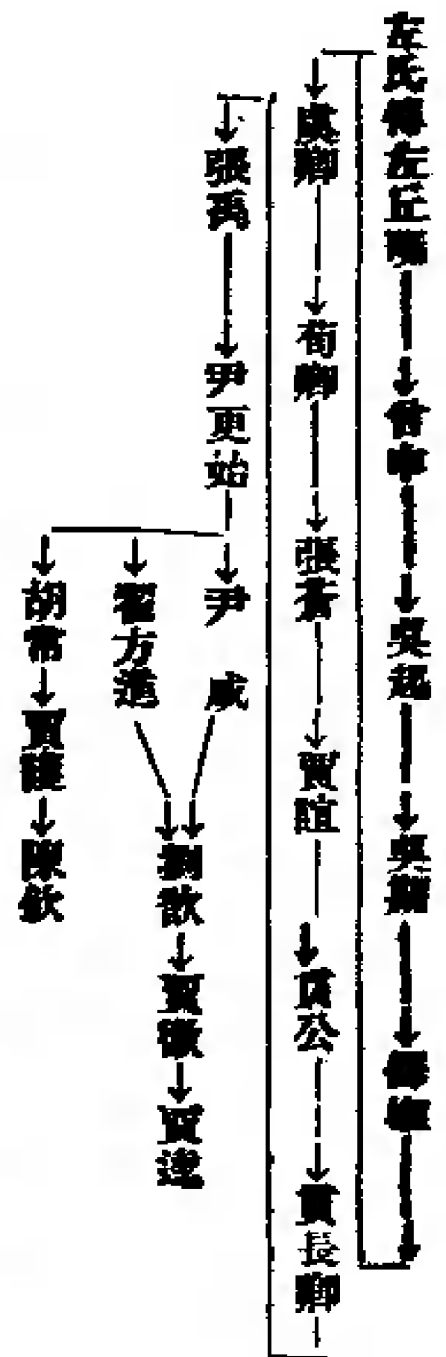 左氏傳左丘明 曾申 吳起 吳期 鐸椒
虞卿 荀卿 張蒼 賈誼 貫公 貫長卿
張禹 尹更始 尹咸 劉歆 賈徽 賈逵
翟方進
胡常 賈護 陳欽